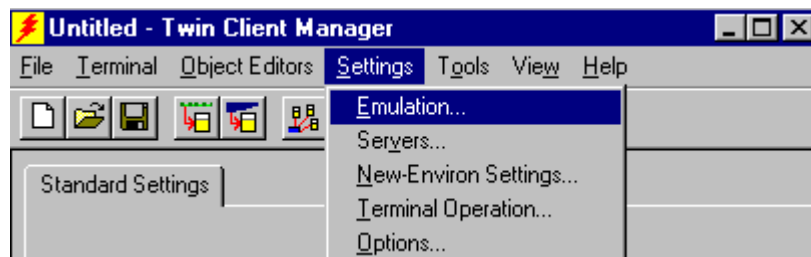 Untitled - Twin Client Manager
File Terminal Object Editors Settings Tools View Help
Emulation...
Servers...
Standard Settings
New-Environ Settings...
Terminal Operation...
Options...